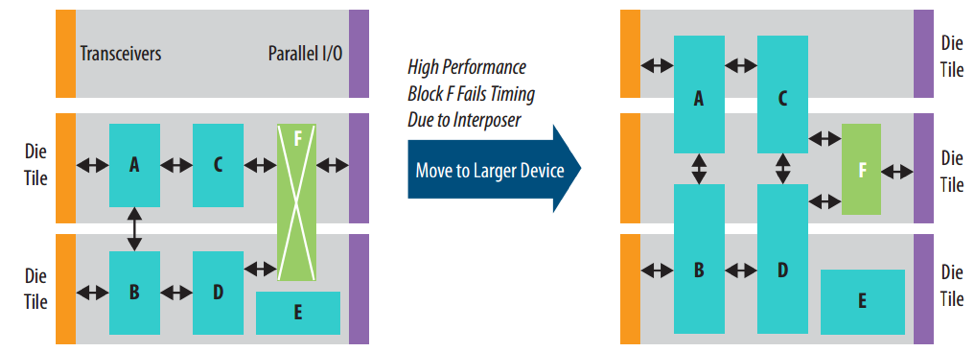 Transceivers
Parallel I/O
Die
Tile
A
C
F
Die
Tile
B
D
E
High Performance
Block F Fails Timing
Due to Interposer
Move to Larger Device
Die
Tile
A
C
Die
Tile
F
B
D
Die
Tile
E